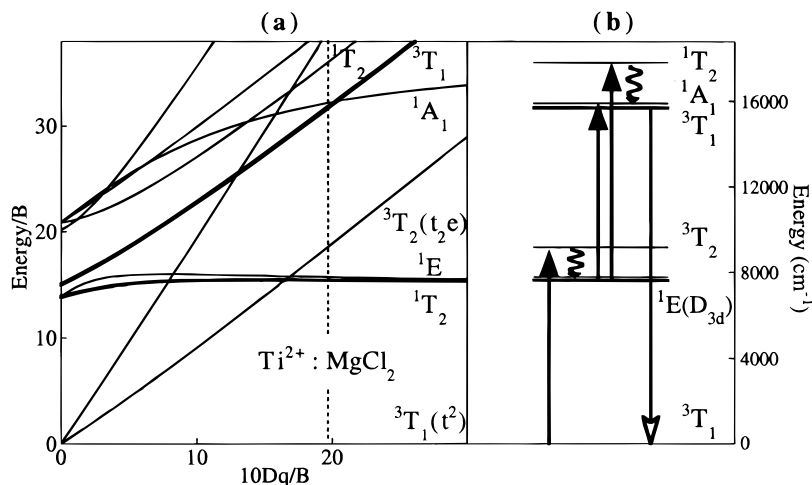 (a)
(b)
Energy/B
30
20
10
0
0
10
20
10Dq/B
¹T₂
³T₁
¹A₁
³T₂(t₂e)
¹E
¹T₂
Ti²⁺ : MgCl₂
³T₁(t²)
¹T₂
¹A₁
³T₁
³T₂
¹E(D₃d)
³T₁
16000
12000
8000
4000
0
Energy (cm⁻¹)